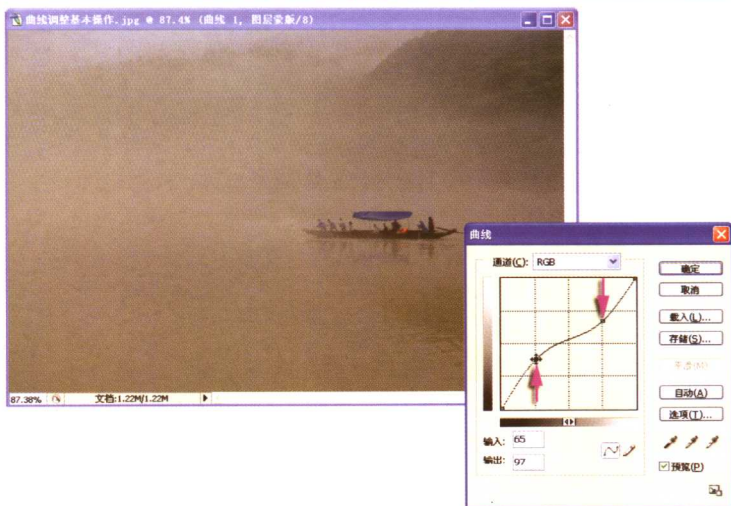 曲线调整基本操作.jpg @ 87.4% (曲线 1, 图层蒙版/8)
87.38%
文档:1.22M/1.22M
曲线
通道(C): RGB
确定
取消
载入(L)...
存储(S)...
自动(A)
选项(T)...
输入: 65
输出: 97
预览(P)